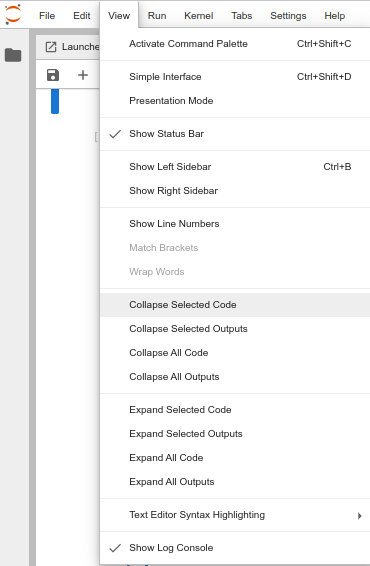 File Edit View Run Kernel Tabs Settings Help
Launche
Activate Command Palette Ctrl+Shift+C
Simple Interface Ctrl+Shift+D
Presentation Mode
Show Status Bar
Show Left Sidebar Ctrl+B
Show Right Sidebar
Show Line Numbers
Match Brackets
Wrap Words
Collapse Selected Code
Collapse Selected Outputs
Collapse All Code
Collapse All Outputs
Expand Selected Code
Expand Selected Outputs
Expand All Code
Expand All Outputs
Text Editor Syntax Highlighting
Show Log Console